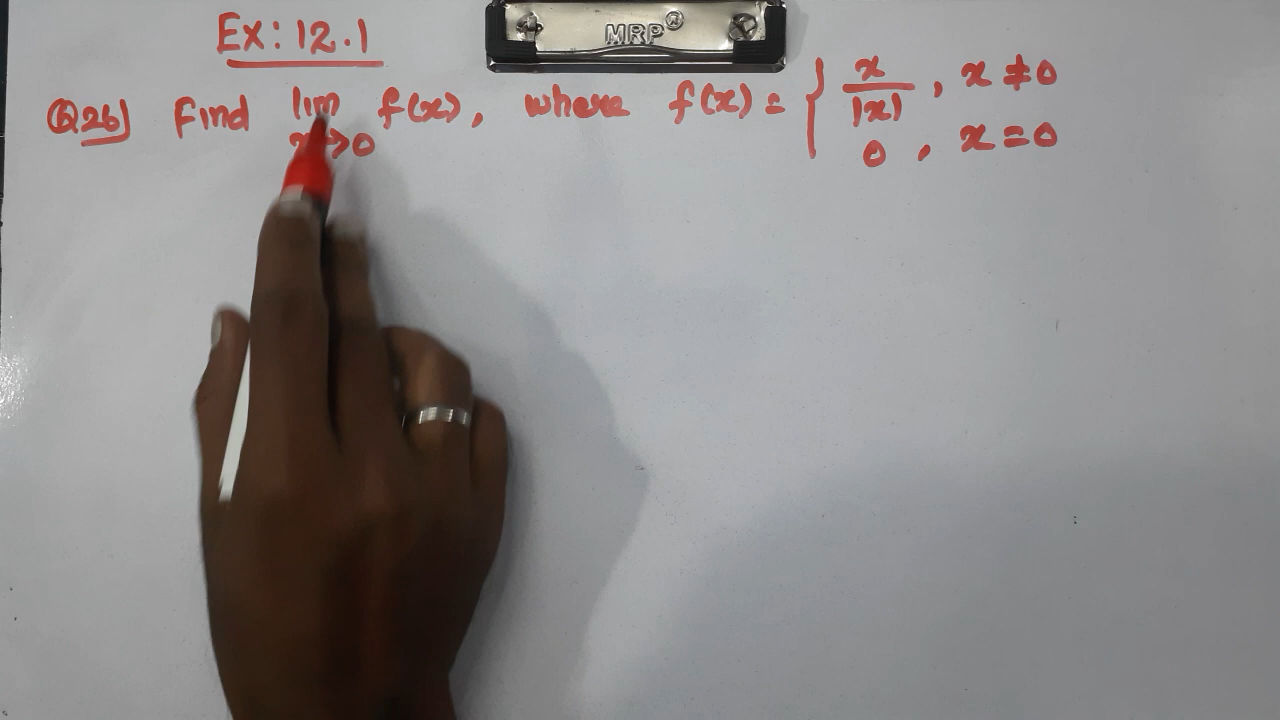 MRP®
Ex: 12.1
Q26) Find lim f(x), where f(x) = { x/|x| , x ≠ 0
x→0 0 , x = 0